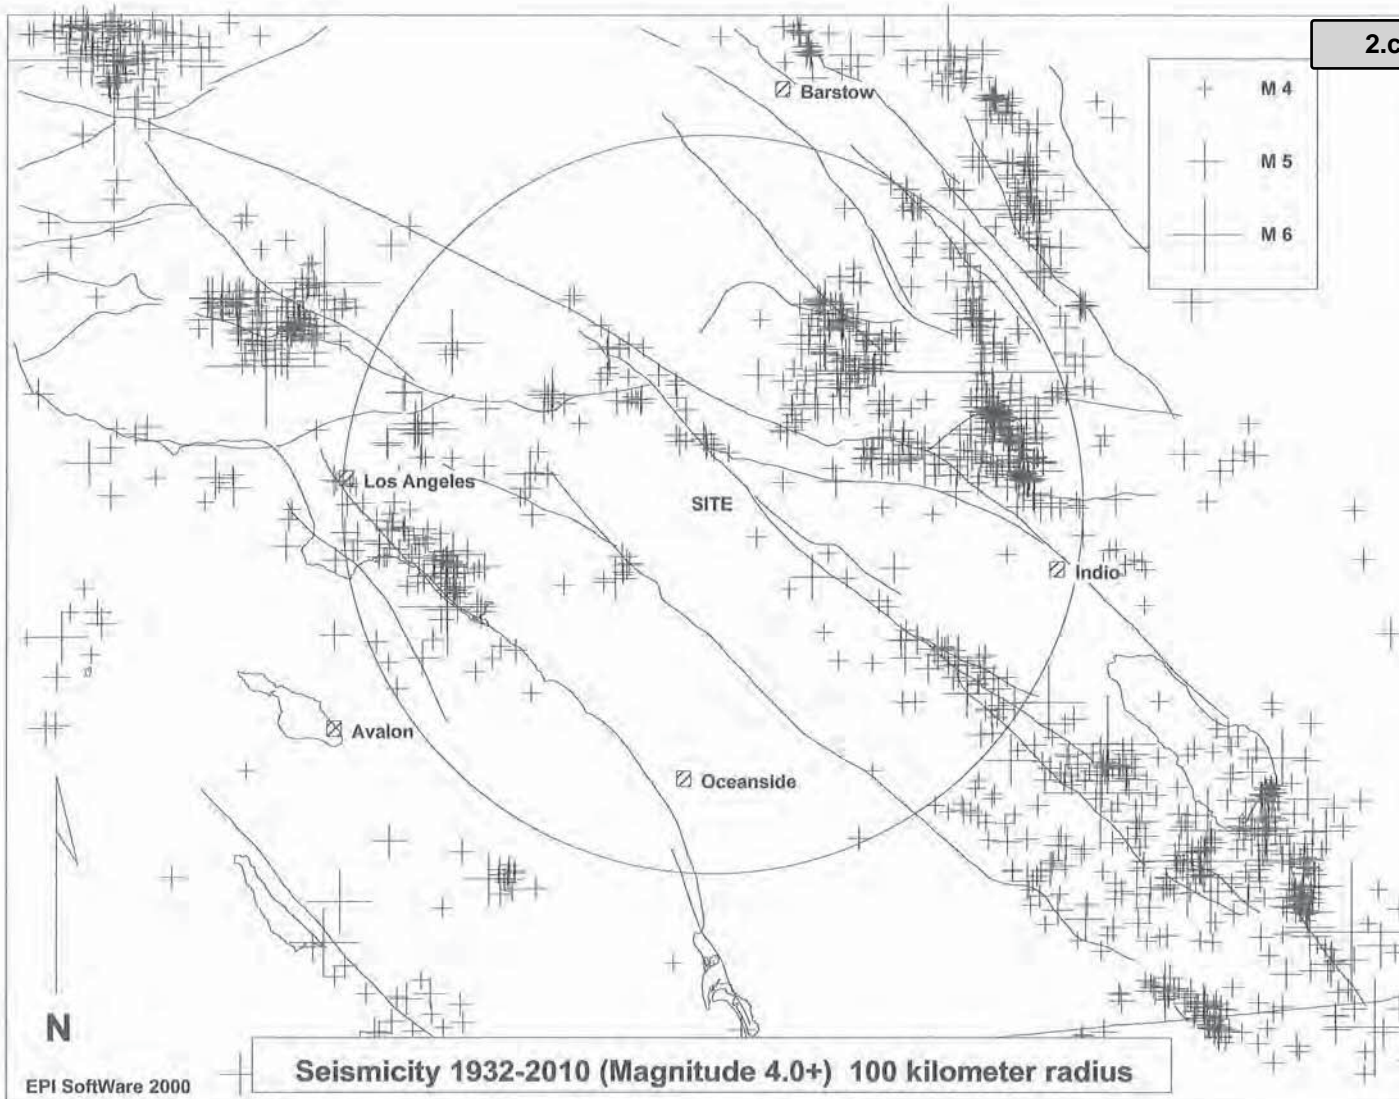 2.c
Barstow
M 4
M 5
M 6
Los Angeles
SITE
Indio
Avalon
Oceanside
N
Seismicity 1932-2010 (Magnitude 4.0+) 100 kilometer radius
EPI SoftWare 2000